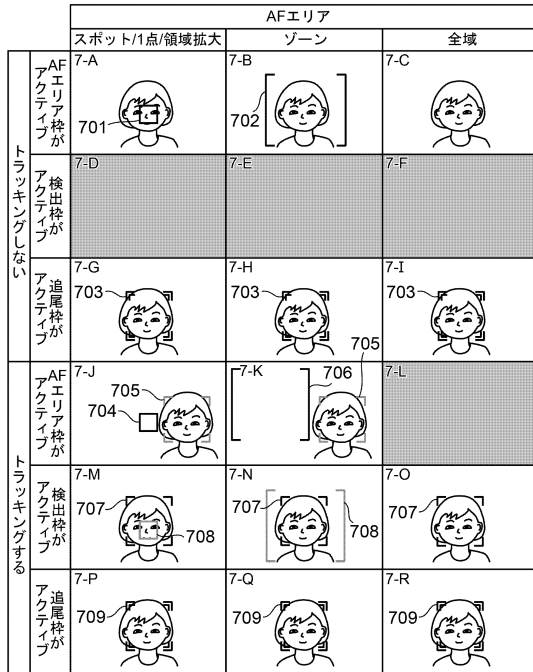 AFエリア
スポット/1点/領域拡大 ゾーン 全域
トラッキングしない
AFエリア枠がアクティブ
7-A 701
7-B 702
7-C
検出枠がアクティブ
7-D
7-E
7-F
追尾枠がアクティブ
7-G 703
7-H 703
7-I 703
トラッキングする
AFエリア枠がアクティブ
7-J 705 704
7-K 706 705
7-L
検出枠がアクティブ
7-M 707 708
7-N 707 708
7-O 707
追尾枠がアクティブ
7-P 709
7-Q 709
7-R 709